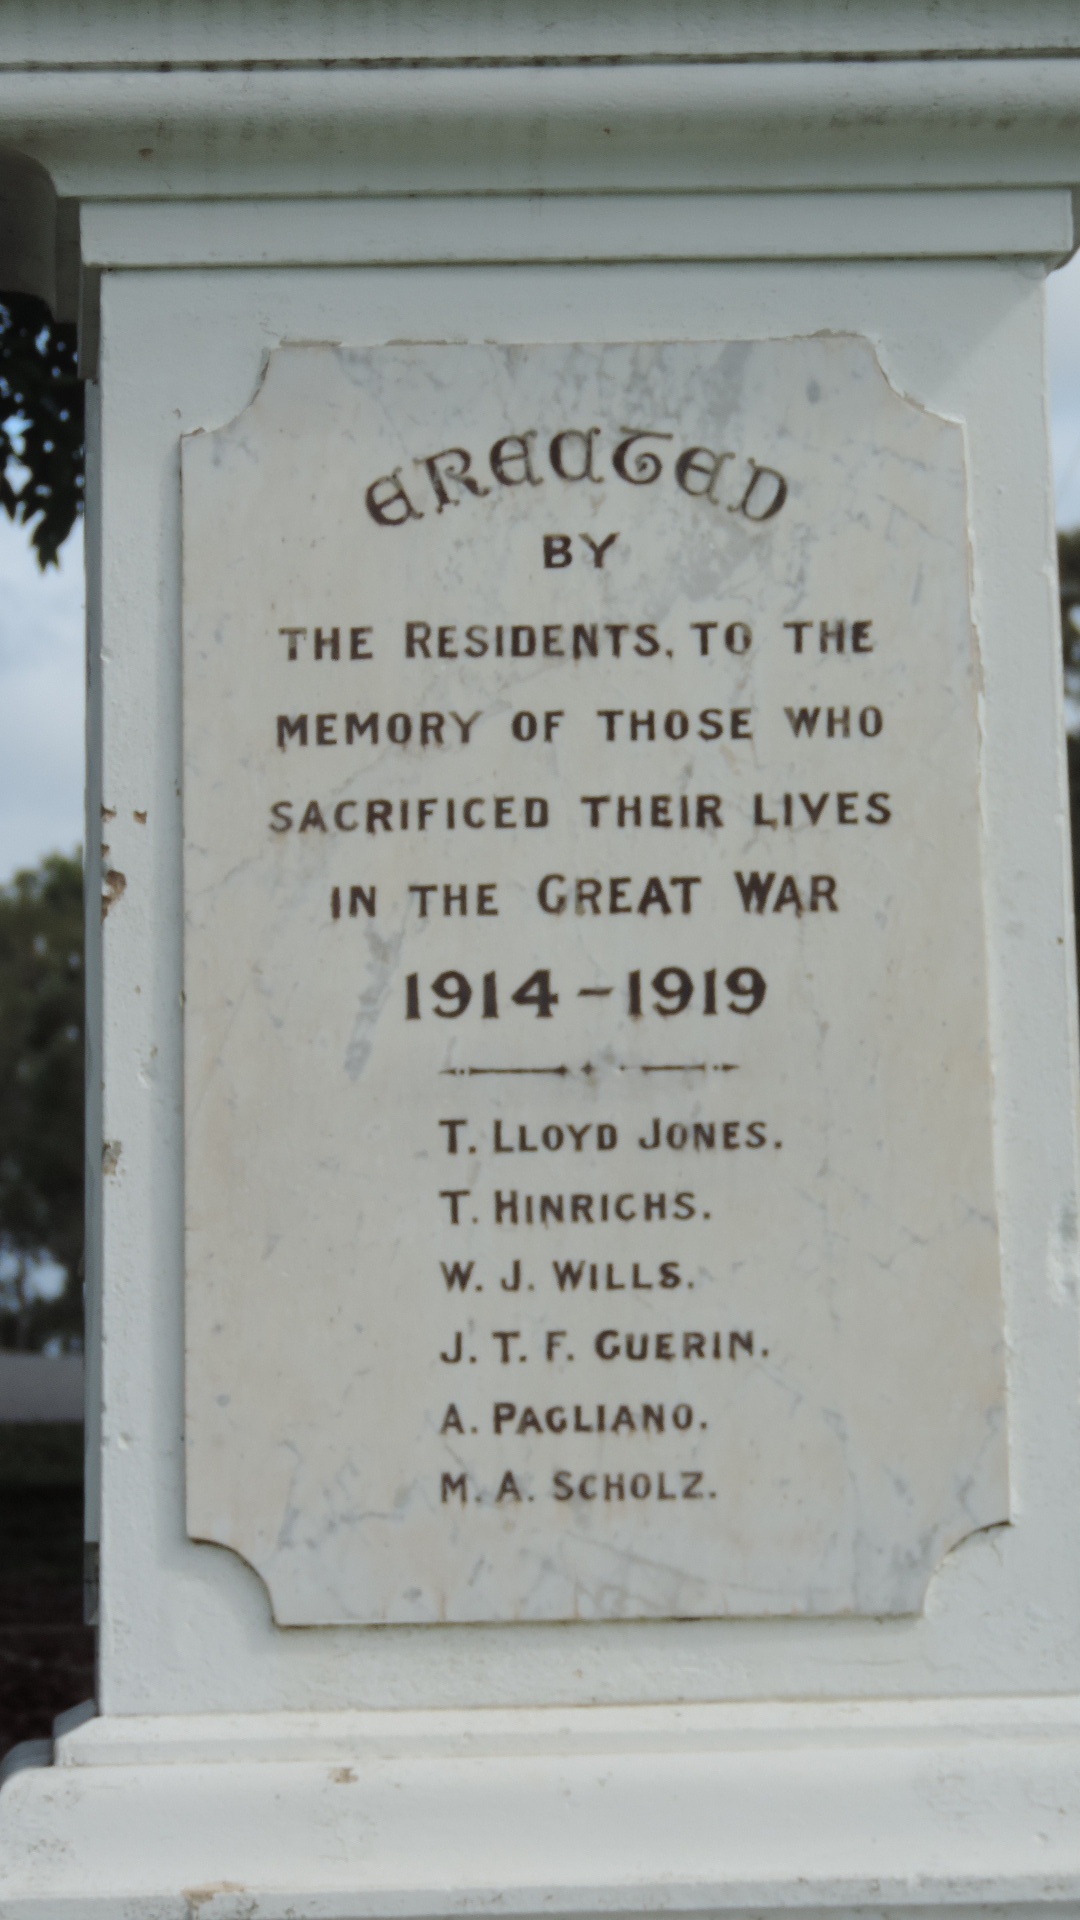 ERECTED
BY
THE RESIDENTS, TO THE
MEMORY OF THOSE WHO
SACRIFICED THEIR LIVES
IN THE GREAT WAR
1914-1919
T. LLOYD JONES.
T. HINRICHS.
W. J. WILLS.
J. T. F. GUERIN.
A. PAGLIANO.
M. A. SCHOLZ.